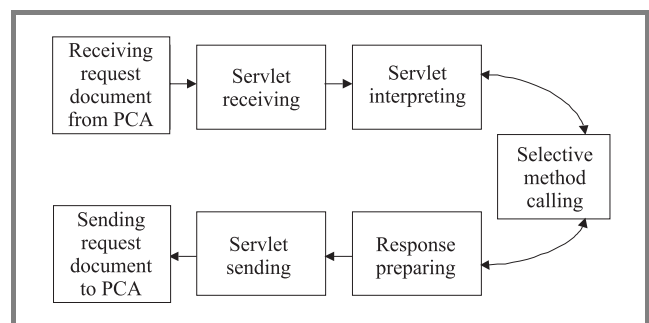 Receiving
request
document
from PCA
Servlet
receiving
Servlet
interpreting
Selective
method
calling
Sending
request
document
to PCA
Servlet
sending
Response
preparing